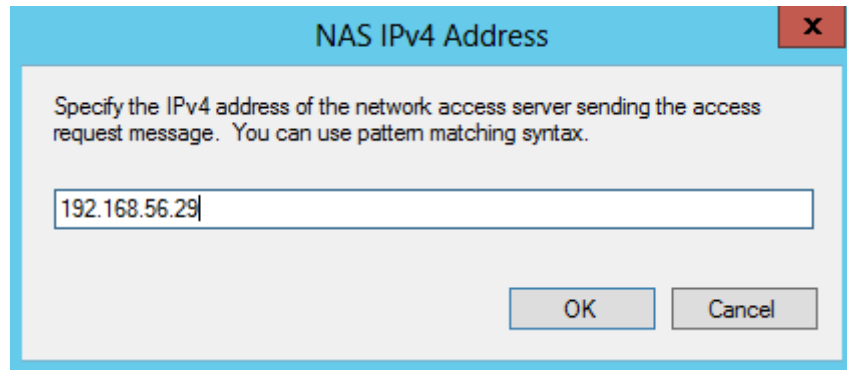 NAS IPv4 Address
x
Specify the IPv4 address of the network access server sending the access
request message. You can use pattern matching syntax.
192.168.56.29
OK Cancel